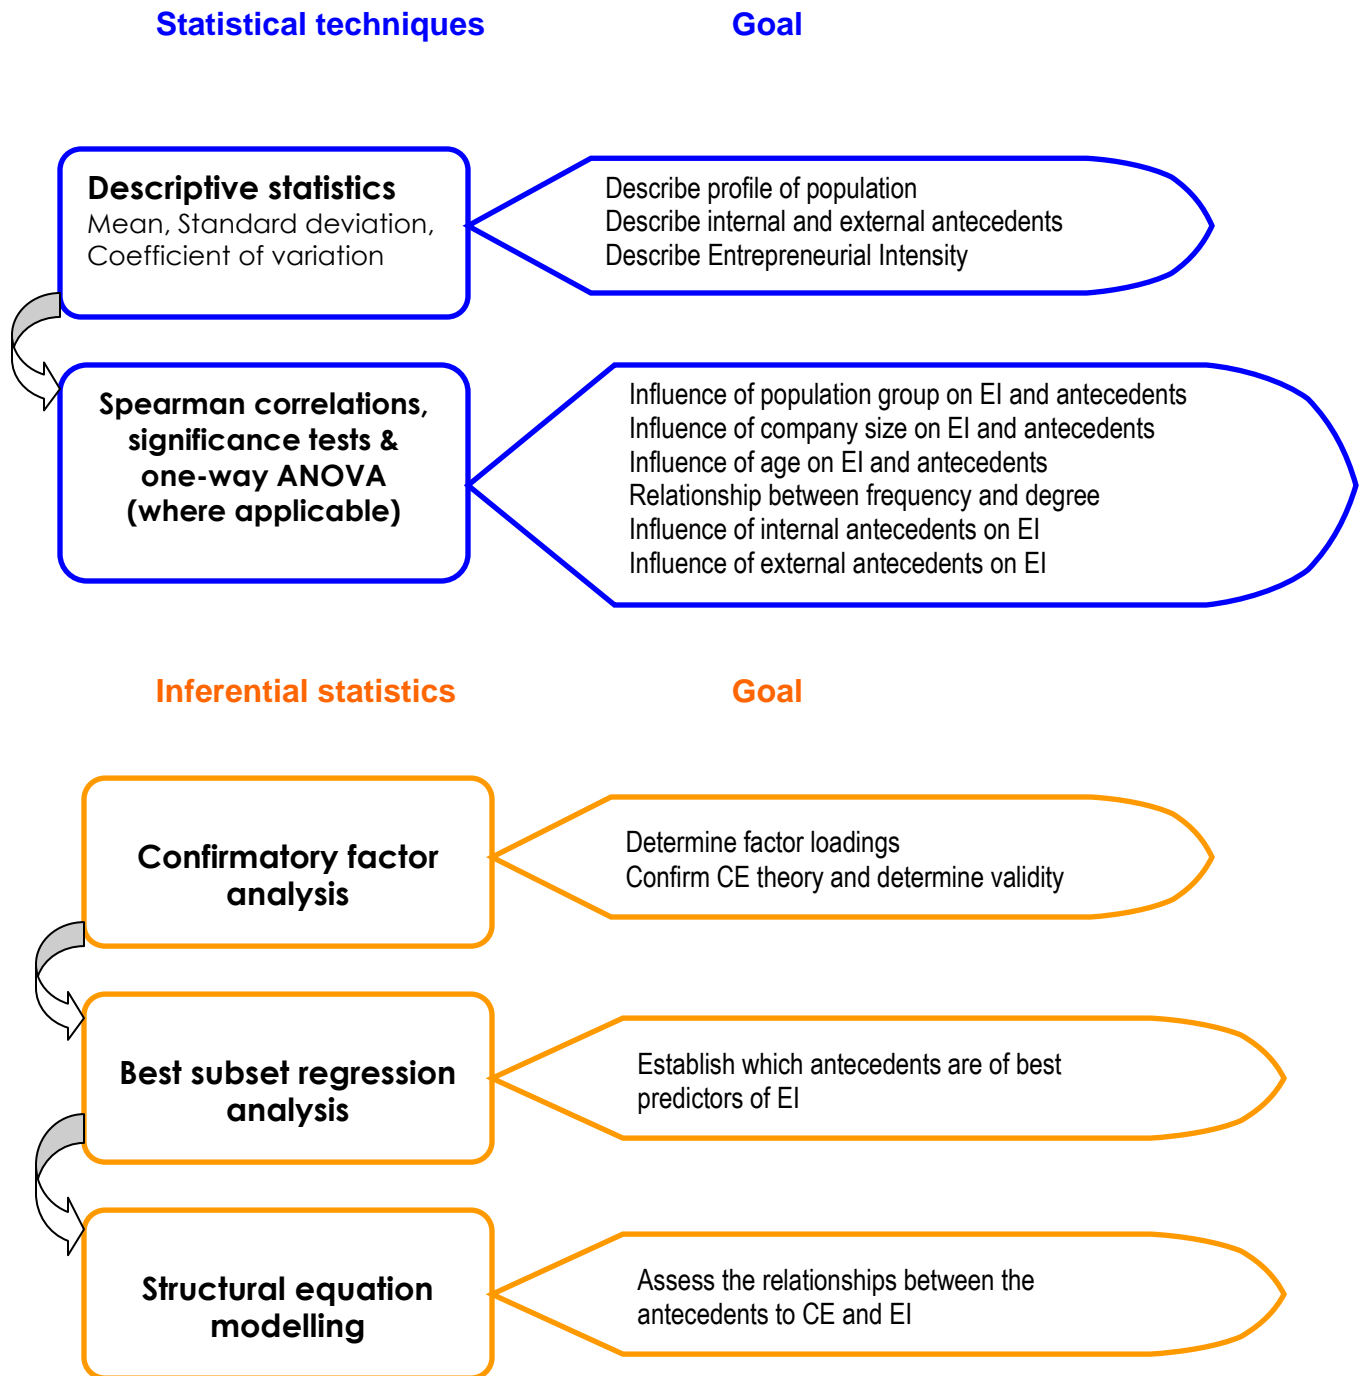 Statistical techniques
Goal
Descriptive statistics
Mean, Standard deviation,
Coefficient of variation
Describe profile of population
Describe internal and external antecedents
Describe Entrepreneurial Intensity
Spearman correlations,
significance tests &
one-way ANOVA
(where applicable)
Influence of population group on EI and antecedents
Influence of company size on EI and antecedents
Influence of age on EI and antecedents
Relationship between frequency and degree
Influence of internal antecedents on EI
Influence of external antecedents on EI
Inferential statistics
Goal
Confirmatory factor
analysis
Determine factor loadings
Confirm CE theory and determine validity
Best subset regression
analysis
Establish which antecedents are of best
predictors of EI
Structural equation
modelling
Assess the relationships between the
antecedents to CE and EI